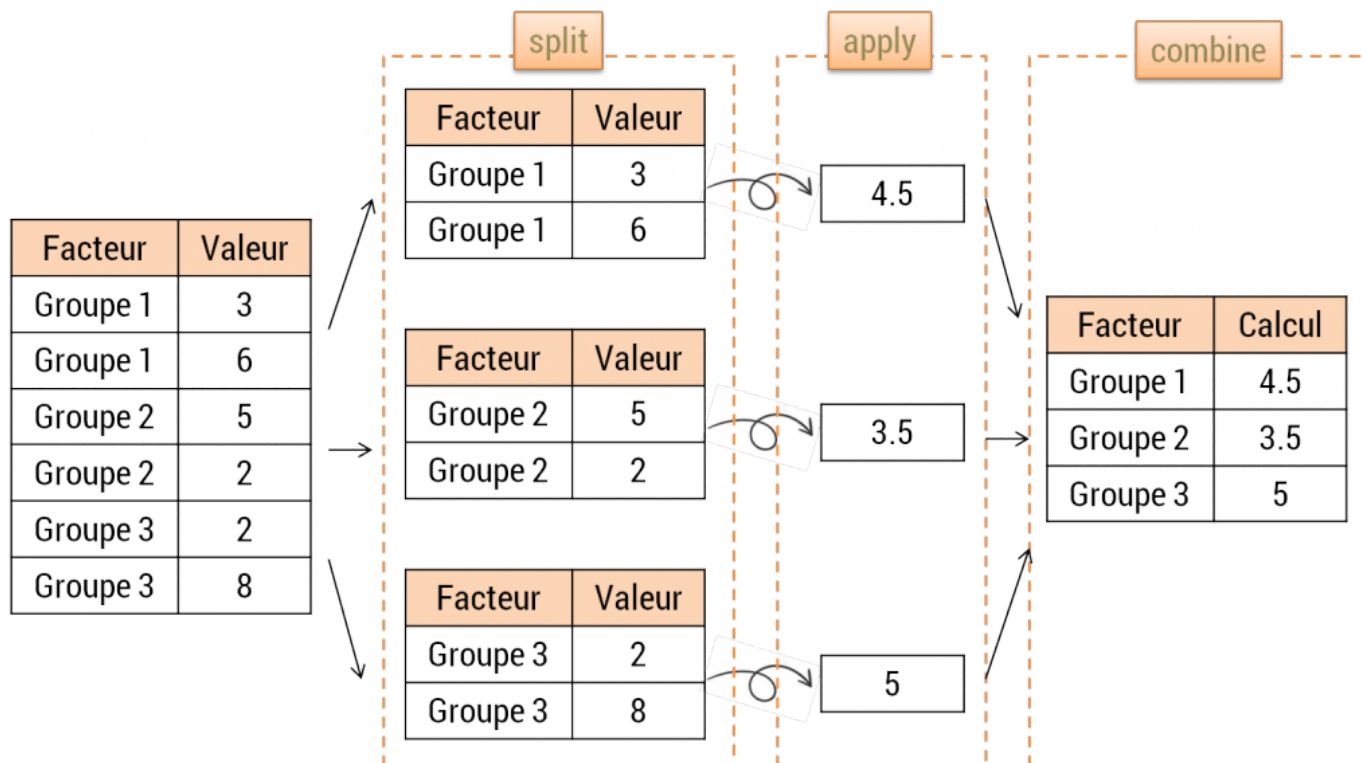 split
apply
combine
Facteur Valeur
Groupe 1 3
Groupe 1 6
Groupe 2 5
Groupe 2 2
Groupe 3 2
Groupe 3 8
Facteur Valeur
Groupe 1 3
Groupe 1 6
Facteur Valeur
Groupe 2 5
Groupe 2 2
Facteur Valeur
Groupe 3 2
Groupe 3 8
4.5
3.5
5
Facteur Calcul
Groupe 1 4.5
Groupe 2 3.5
Groupe 3 5